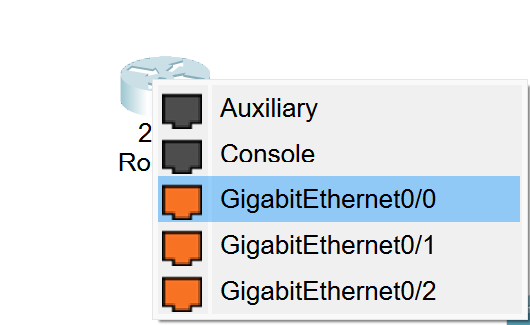 Auxiliary
2
Console
Ro
GigabitEthernet0/0
GigabitEthernet0/1
GigabitEthernet0/2